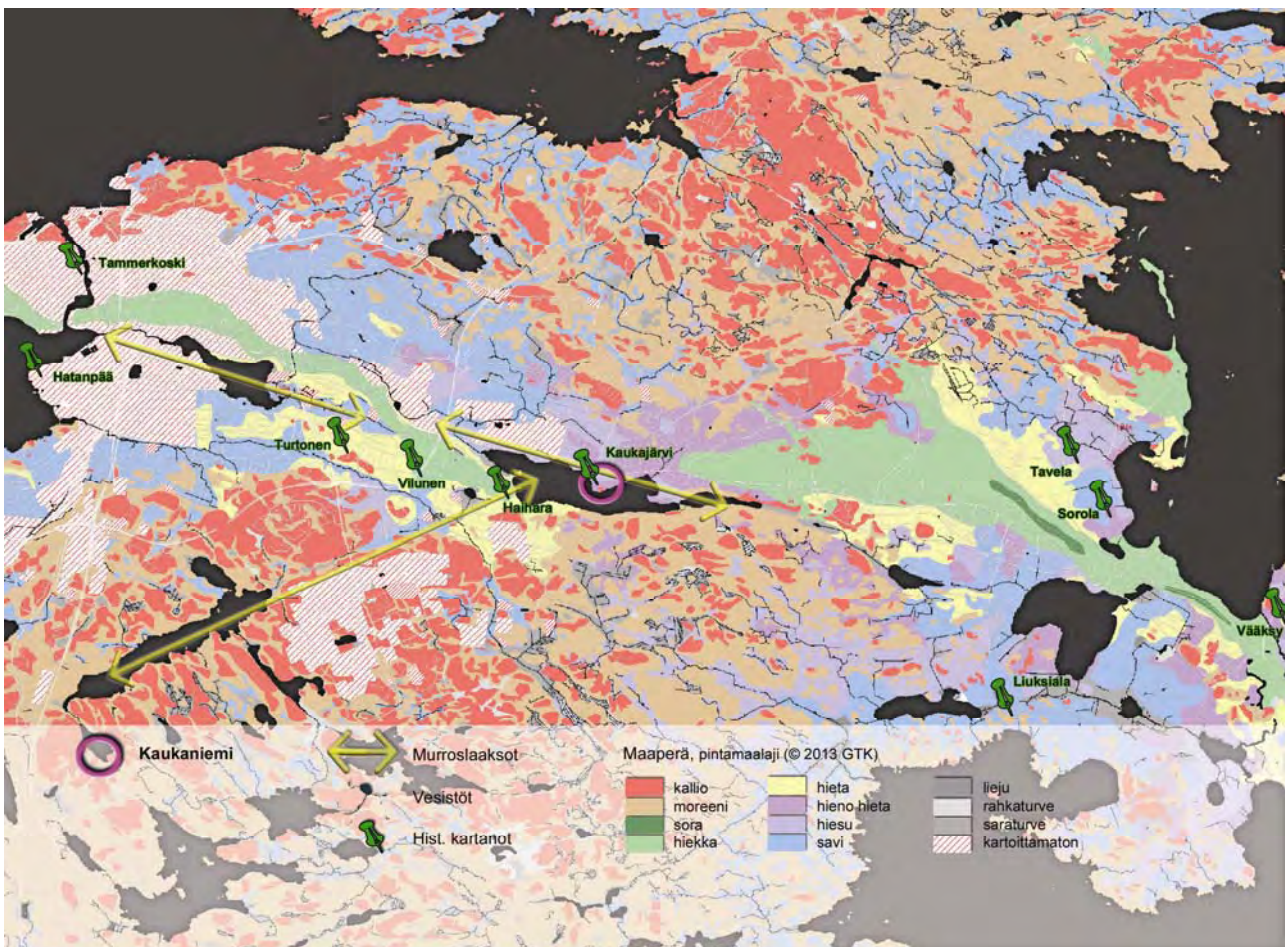 Tammerkoski
Hatanpää
Turtonen
Vilunen
Haihara
Kaukajärvi
Tavela
Sorola
Vääksy
Liuksiala
Kaukaniemi
Murroslaaksot
Vesistöt
Hist. kartanot
Maaperä, pintamaalaji (© 2013 GTK)
kallio
moreeni
sora
hiekka
hieta
hieno hieta
hiesu
savi
lieju
rahkaturve
saraturve
kartoittamaton